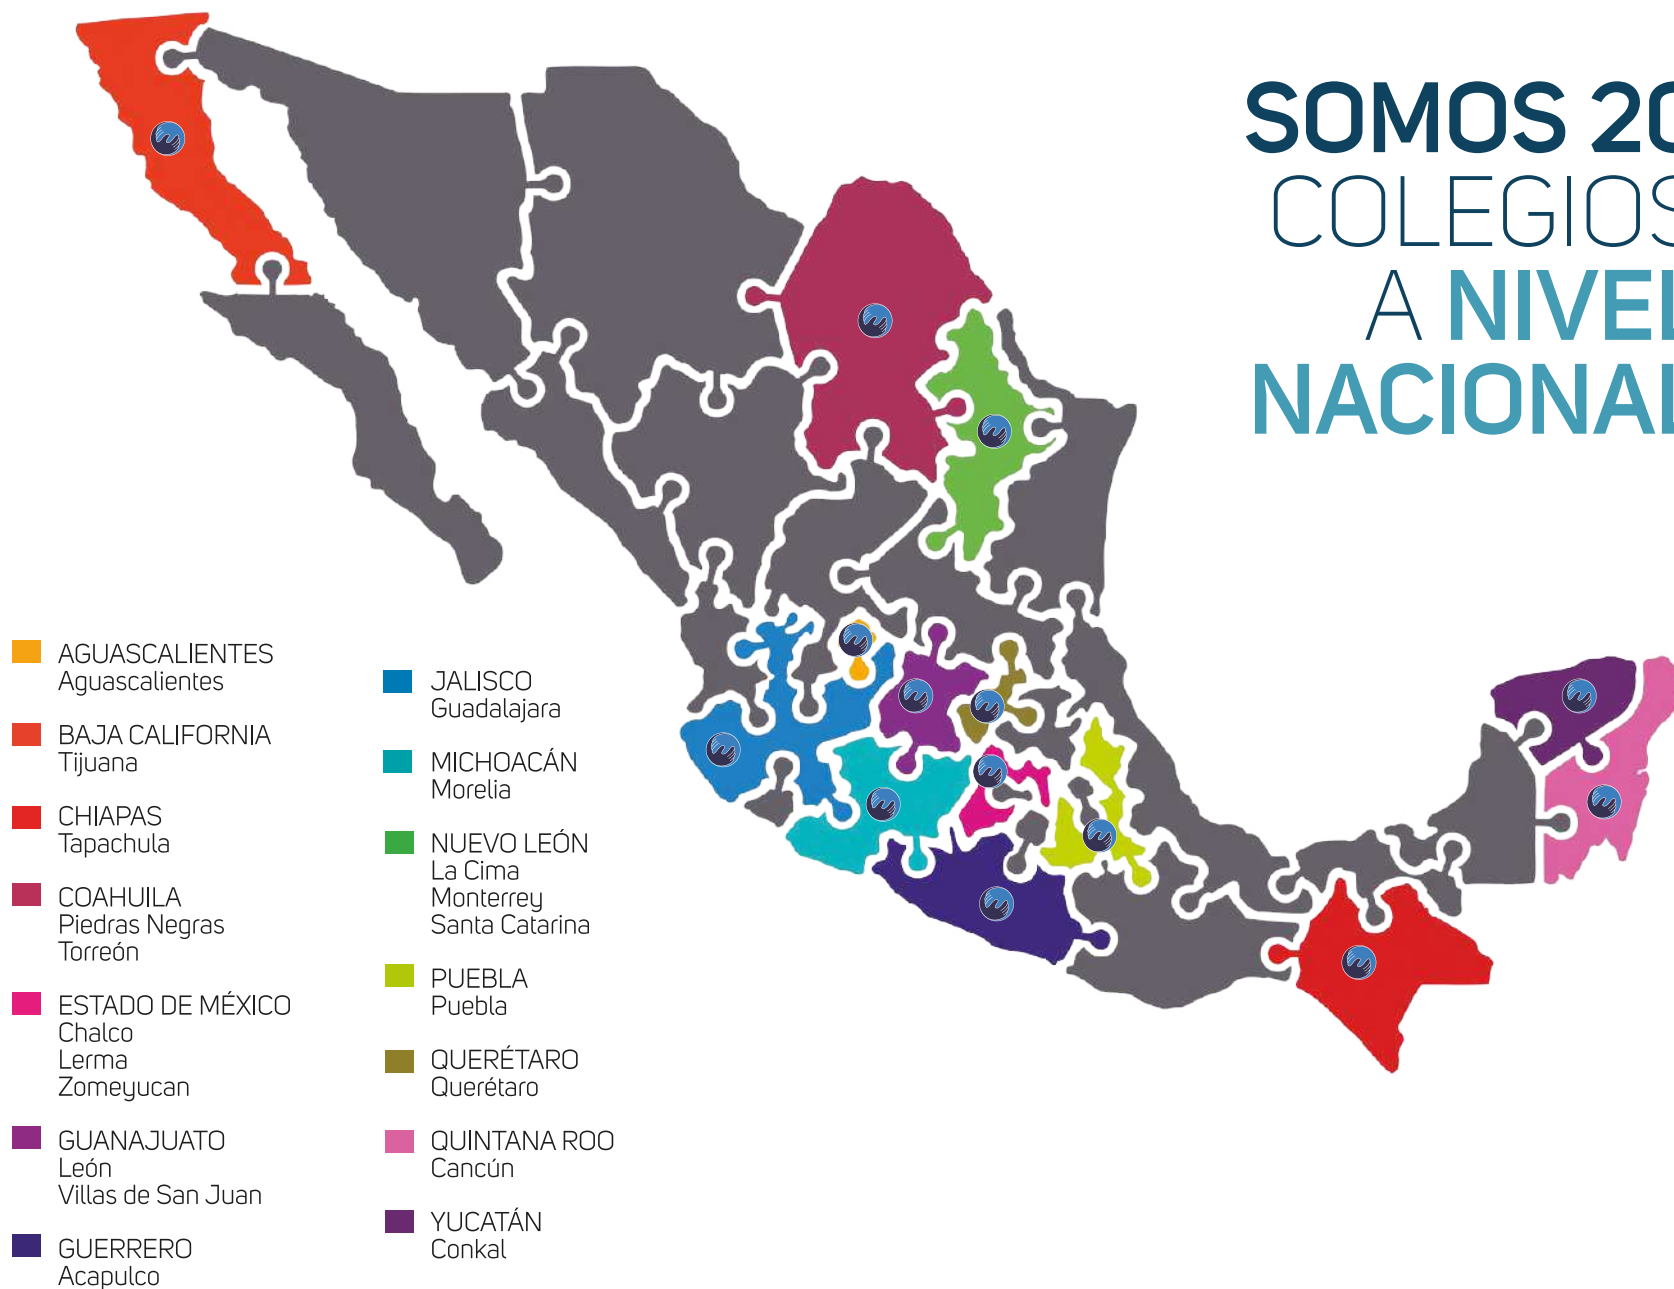 SOMOS 20
COLEGIOS
A NIVEL
NACIONAL
AGUASCALIENTES
Aguascalientes
BAJA CALIFORNIA
Tijuana
CHIAPAS
Tapachula
COAHUILA
Piedras Negras
Torreón
ESTADO DE MÉXICO
Chalco
Lerma
Zomeyucan
GUANAJUATO
León
Villas de San Juan
GUERRERO
Acapulco
JALISCO
Guadalajara
MICHOACÁN
Morelia
NUEVO LEÓN
La Cima
Monterrey
Santa Catarina
PUEBLA
Puebla
QUERÉTARO
Querétaro
QUINTANA ROO
Cancún
YUCATÁN
Conkal